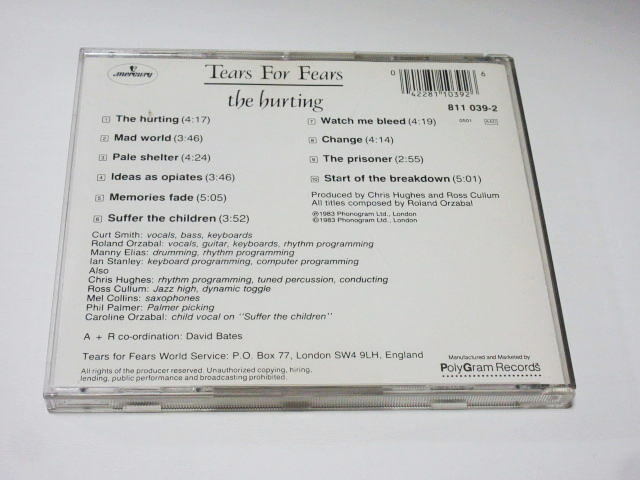 mercury
Tears For Fears
the hurting
0 42281 10392 6
811 039-2
0501
1 The hurting (4:17)
2 Mad world (3:46)
3 Pale shelter (4:24)
4 Ideas as opiates (3:46)
5 Memories fade (5:05)
6 Suffer the children (3:52)
7 Watch me bleed (4:19)
8 Change (4:14)
9 The prisoner (2:55)
10 Start of the breakdown (5:01)
Produced by Chris Hughes and Ross Cullum
All titles composed by Roland Orzabal
℗1983 Phonogram Ltd., London
©1983 Phonogram Ltd., London
Curt Smith: vocals, bass, keyboards
Roland Orzabal: vocals, guitar, keyboards, rhythm programming
Manny Elias: drumming, rhythm programming
Ian Stanley: keyboard programming, computer programming
Also
Chris Hughes: rhythm programming, tuned percussion, conducting
Ross Cullum: Jazz high, dynamic toggle
Mel Collins: saxophones
Phil Palmer: Palmer picking
Caroline Orzabal: child vocal on "Suffer the children"
A + R co-ordination: David Bates
Tears for Fears World Service: P.O. Box 77, London SW4 9LH, England
All rights of the producer reserved. Unauthorized copying, hiring,
lending, public performance and broadcasting prohibited.
Manufactured and Marketed by
PolyGram Records